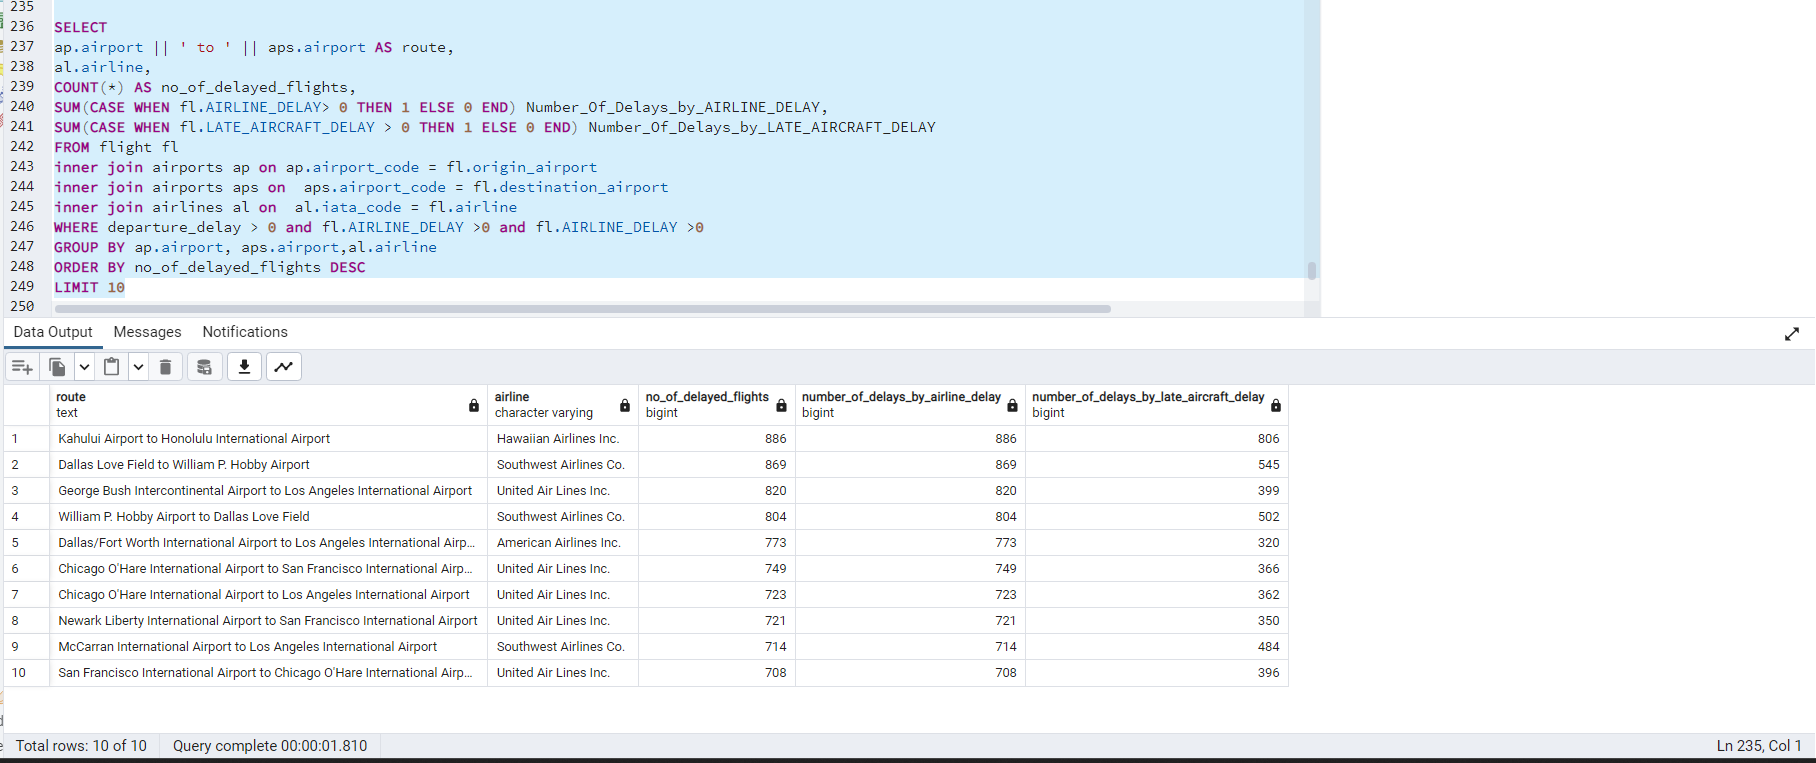 235
236 SELECT
237 ap.airport || ' to ' || aps.airport AS route,
238 al.airline,
239 COUNT(*) AS no_of_delayed_flights,
240 SUM(CASE WHEN fl.AIRLINE_DELAY> 0 THEN 1 ELSE 0 END) Number_Of_Delays_by_AIRLINE_DELAY,
241 SUM(CASE WHEN fl.LATE_AIRCRAFT_DELAY > 0 THEN 1 ELSE 0 END) Number_Of_Delays_by_LATE_AIRCRAFT_DELAY
242 FROM flight fl
243 inner join airports ap on ap.airport_code = fl.origin_airport
244 inner join airports aps on  aps.airport_code = fl.destination_airport
245 inner join airlines al on  al.iata_code = fl.airline
246 WHERE departure_delay > 0 and fl.AIRLINE_DELAY >0 and fl.AIRLINE_DELAY >0
247 GROUP BY ap.airport, aps.airport,al.airline
248 ORDER BY no_of_delayed_flights DESC
249 LIMIT 10
250
Data Output Messages Notifications
route airline no_of_delayed_flights number_of_delays_by_airline_delay number_of_delays_by_late_aircraft_delay
text character varying bigint bigint bigint
1 Kahului Airport to Honolulu International Airport Hawaiian Airlines Inc. 886 886 806
2 Dallas Love Field to William P. Hobby Airport Southwest Airlines Co. 869 869 545
3 George Bush Intercontinental Airport to Los Angeles International Airport United Air Lines Inc. 820 820 399
4 William P. Hobby Airport to Dallas Love Field Southwest Airlines Co. 804 804 502
5 Dallas/Fort Worth International Airport to Los Angeles International Airp... American Airlines Inc. 773 773 320
6 Chicago O'Hare International Airport to San Francisco International Airp... United Air Lines Inc. 749 749 366
7 Chicago O'Hare International Airport to Los Angeles International Airport United Air Lines Inc. 723 723 362
8 Newark Liberty International Airport to San Francisco International Airport United Air Lines Inc. 721 721 350
9 McCarran International Airport to Los Angeles International Airport Southwest Airlines Co. 714 714 484
10 San Francisco International Airport to Chicago O'Hare International Airp... United Air Lines Inc. 708 708 396
Total rows: 10 of 10 Query complete 00:00:01.810 Ln 235, Col 1